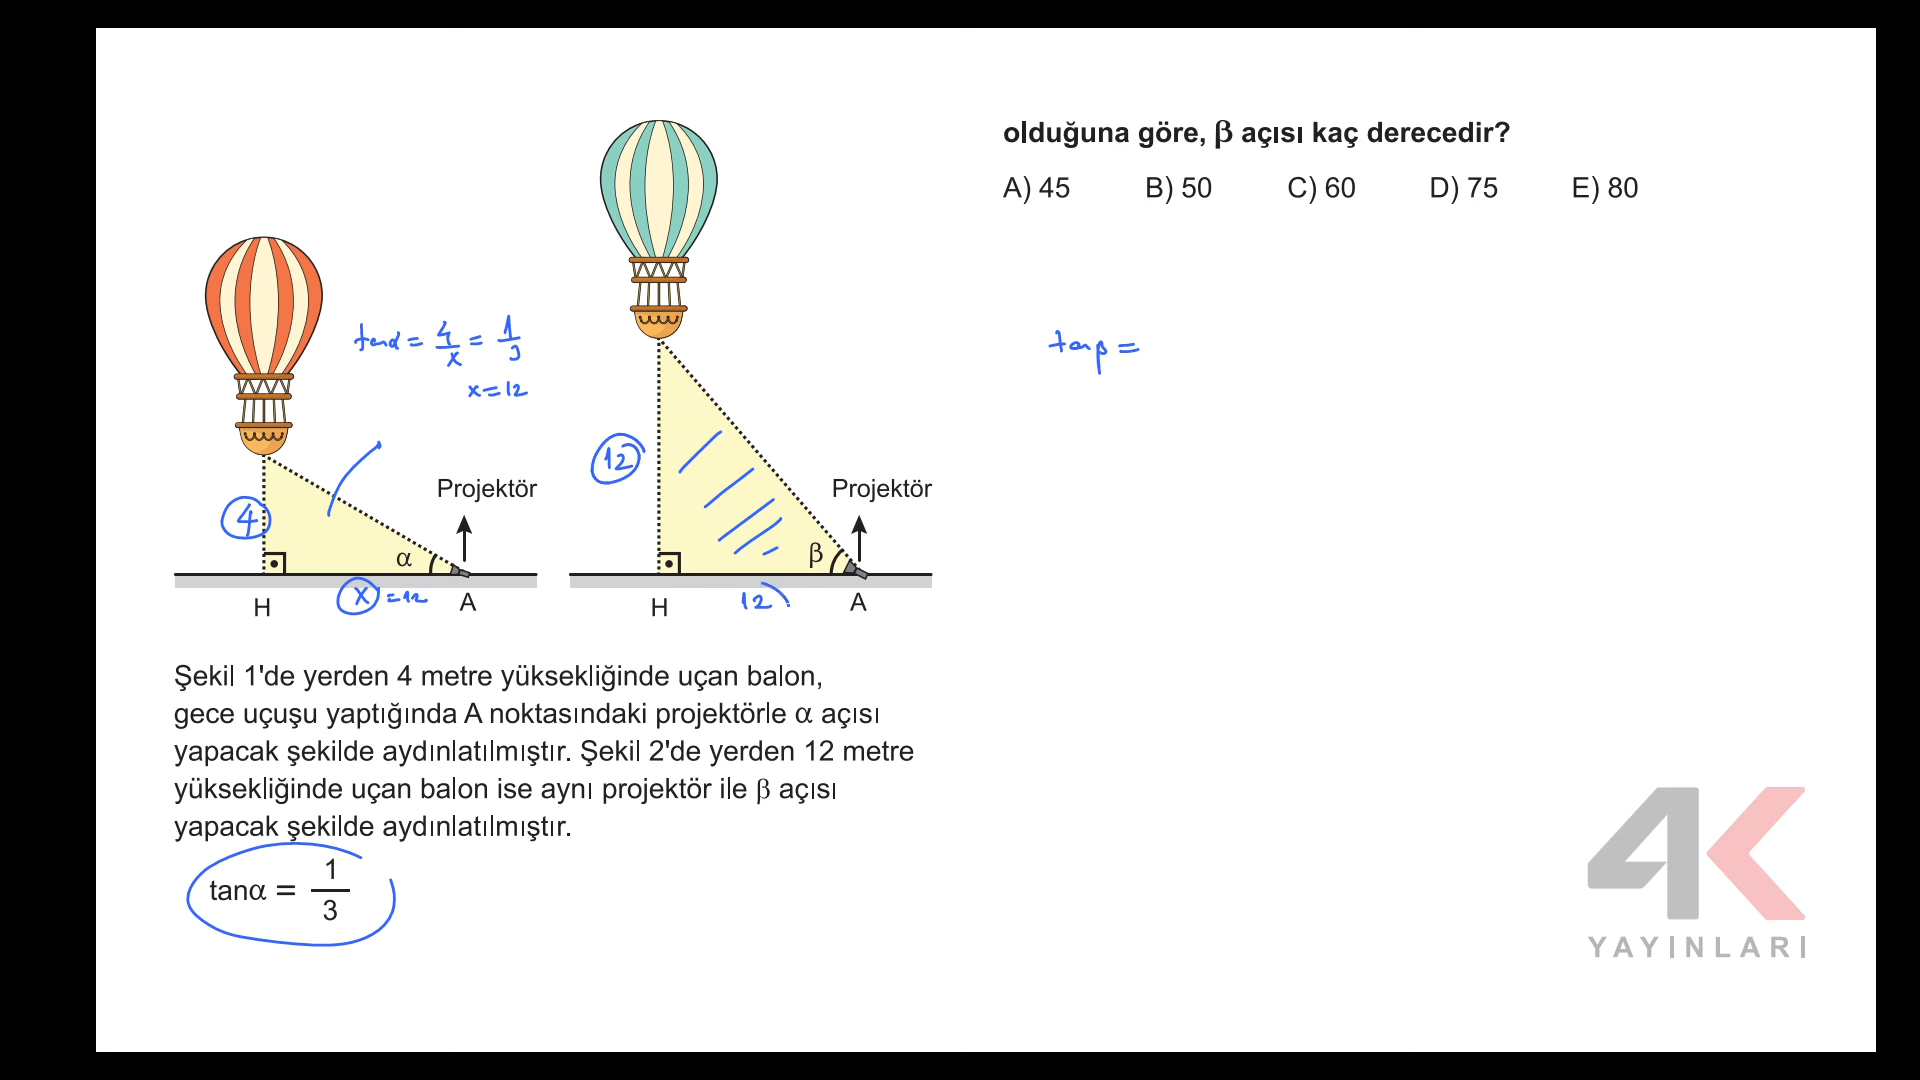 tanα = 4/x = 1/3
x=12
4
Projektör
α
H
x =12
A
12
Projektör
β
H
12
A
Şekil 1'de yerden 4 metre yüksekliğinde uçan balon,
gece uçuşu yaptığında A noktasındaki projektörle α açısı
yapacak şekilde aydınlatılmıştır. Şekil 2'de yerden 12 metre
yüksekliğinde uçan balon ise aynı projektör ile β açısı
yapacak şekilde aydınlatılmıştır.
tanα = 1/3
olduğuna göre, β açısı kaç derecedir?
A) 45 B) 50 C) 60 D) 75 E) 80
tanβ =
4K
YAYINLARI